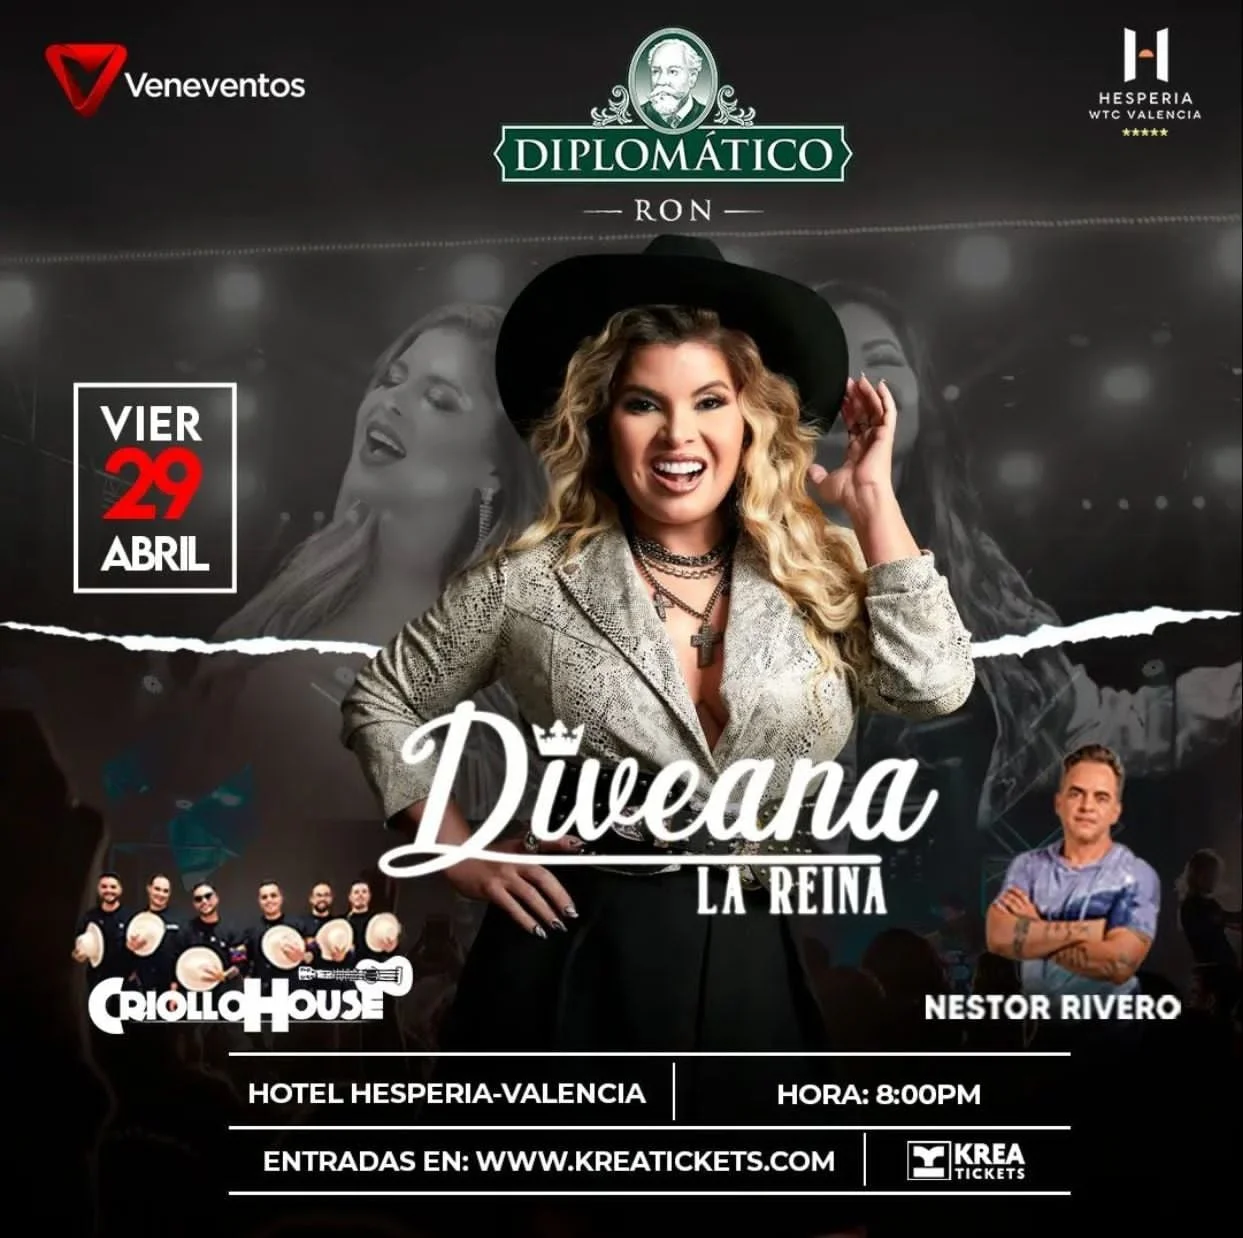 Veneventos
DIPLOMÁTICO
RON
HESPERIA
WTC VALENCIA
VIER
29
ABRIL
Diveana
LA REINA
CRIOLLOHOUSE
NESTOR RIVERO
HOTEL HESPERIA-VALENCIA
HORA: 8:00PM
ENTRADAS EN: WWW.KREATICKETS.COM
KREA
TICKETS